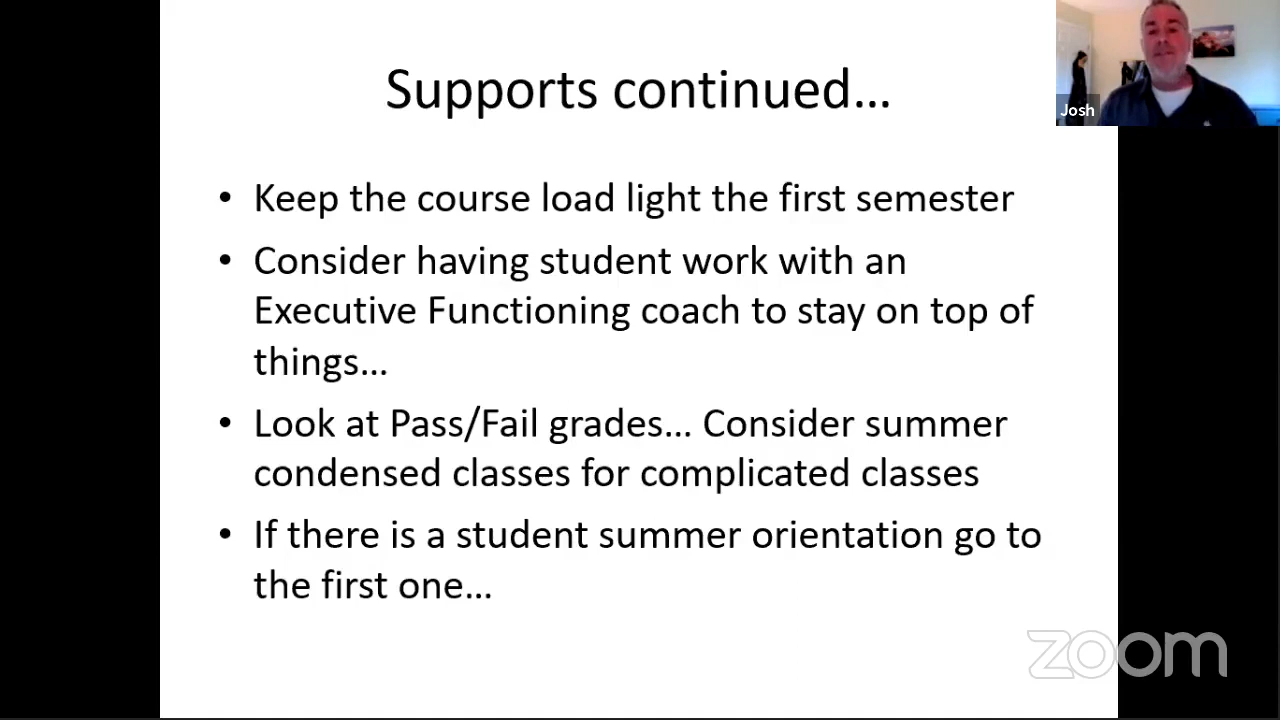 Supports continued…
Josh
• Keep the course load light the first semester
• Consider having student work with an
Executive Functioning coach to stay on top of
things…
• Look at Pass/Fail grades… Consider summer
condensed classes for complicated classes
• If there is a student summer orientation go to
the first one…
zoom